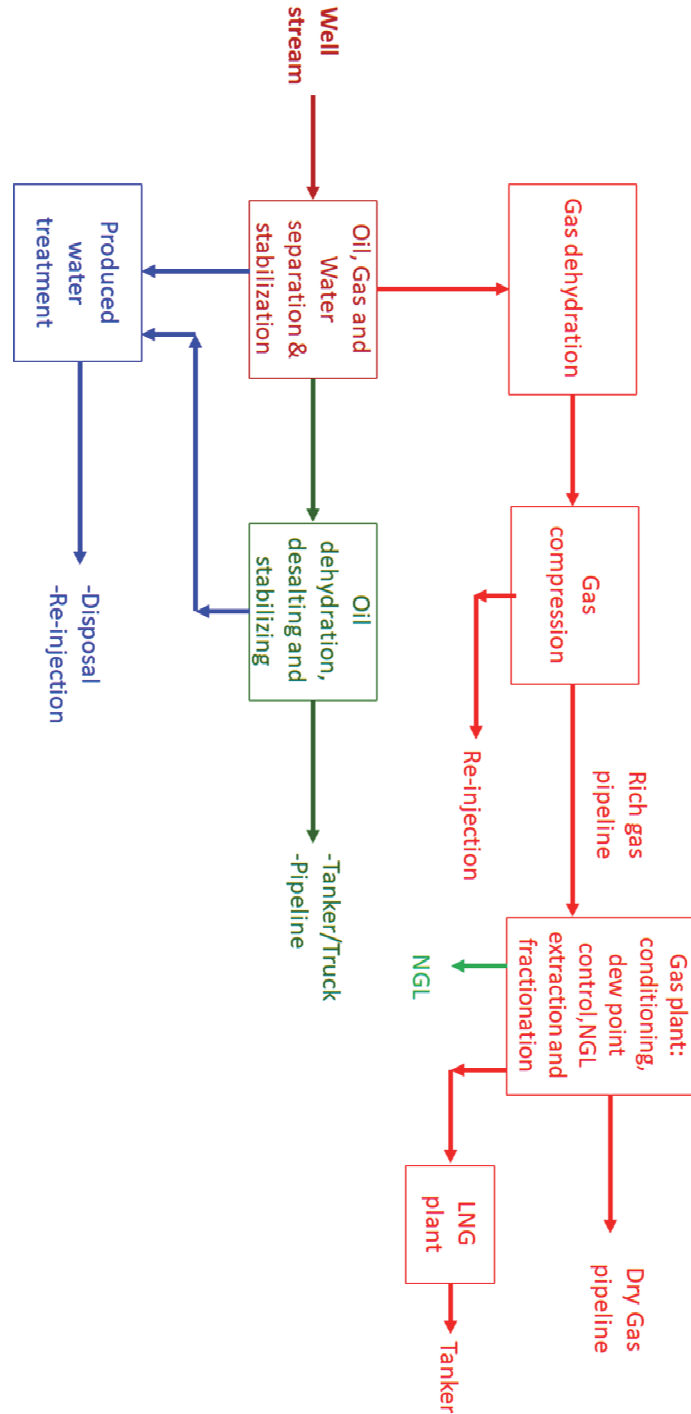 Well
stream
Oil, Gas and
Water
separation &
stabilization
Gas dehydration
Gas
compression
Re-injection
Rich gas
pipeline
Gas plant:
conditioning,
dew point
control,NGL
extraction and
fractionation
NGL
LNG
plant
Tanker
Dry Gas
pipeline
Oil
dehydration,
desalting and
stabilizing
-Tanker/Truck
-Pipeline
Produced
water
treatment
-Disposal
-Re-injection